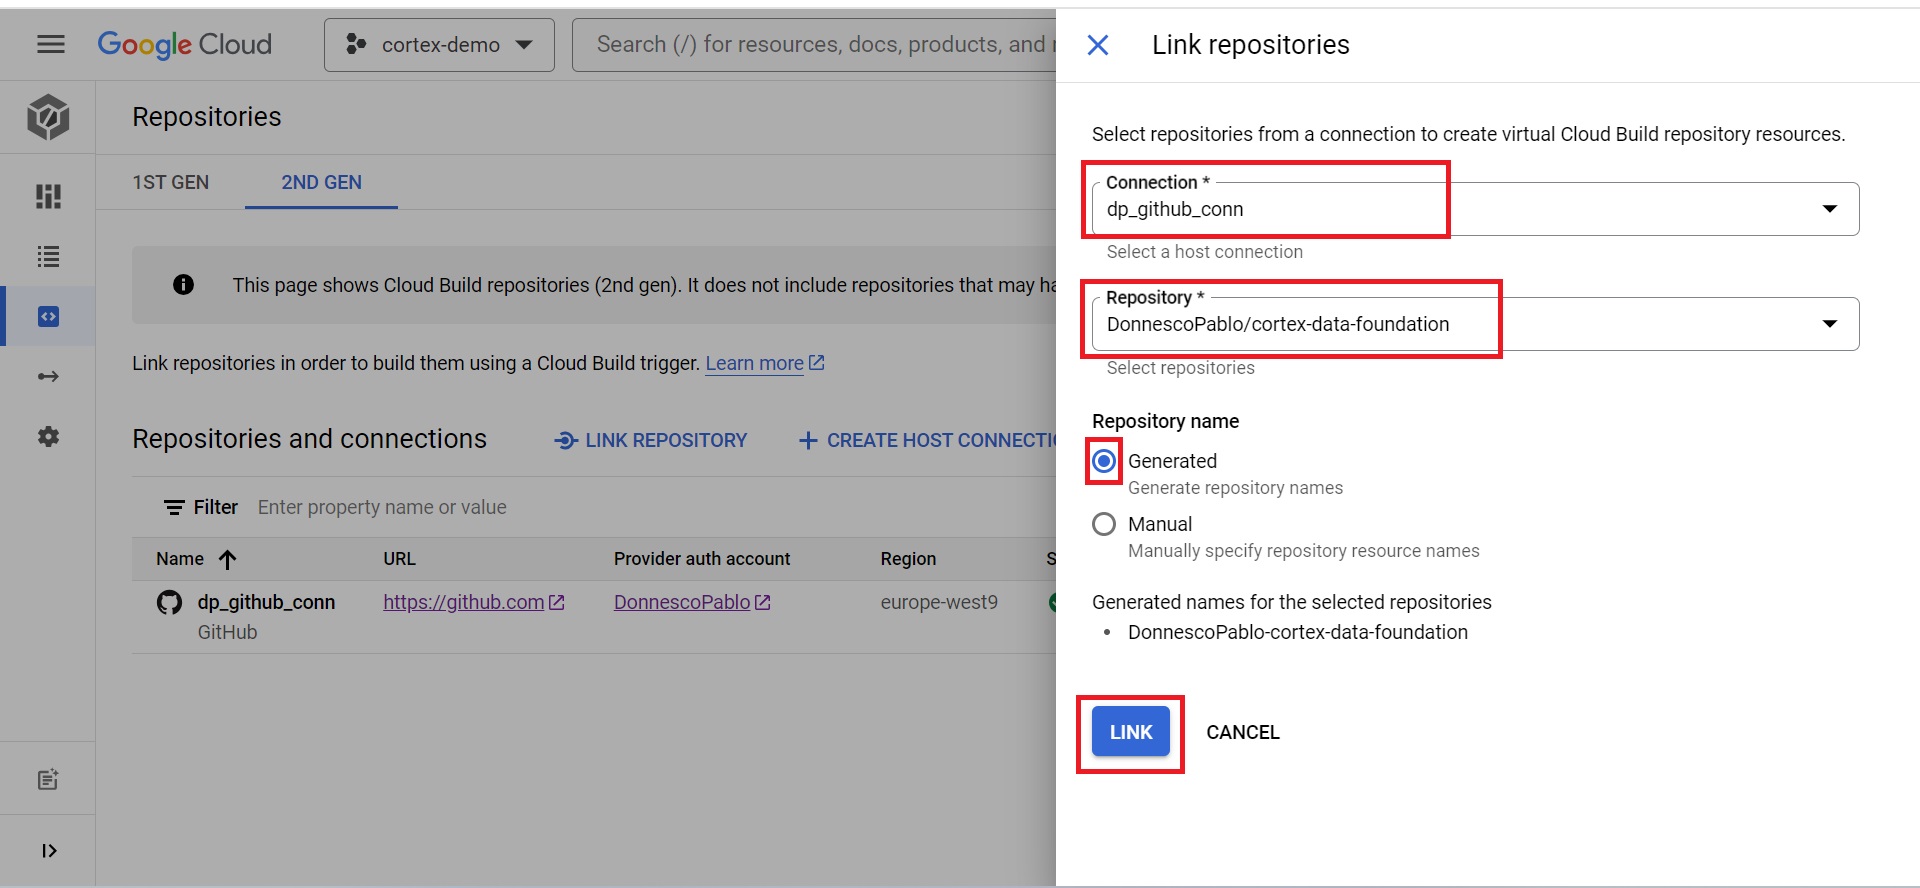 Google Cloud
cortex-demo
Search (/) for resources, docs, products, and
Repositories
1ST GEN
2ND GEN
This page shows Cloud Build repositories (2nd gen). It does not include repositories that may
Link repositories in order to build them using a Cloud Build trigger. Learn more
Repositories and connections
LINK REPOSITORY
CREATE HOST
Filter
Enter property name or value
Name
URL
Provider auth account
Region
dp_github_conn
https://github.com
DonnescoPablo
europe-west9
GitHub
Link repositories
Select repositories from a connection to create virtual Cloud Build repository resources.
Connection *
dp_github_conn
Select a host connection
Repository *
DonnescoPablo/cortex-data-foundation
Select repositories
Repository name
Generated
Generate repository names
Manual
Manually specify repository resource names
Generated names for the selected repositories
• DonnescoPablo-cortex-data-foundation
LINK
CANCEL